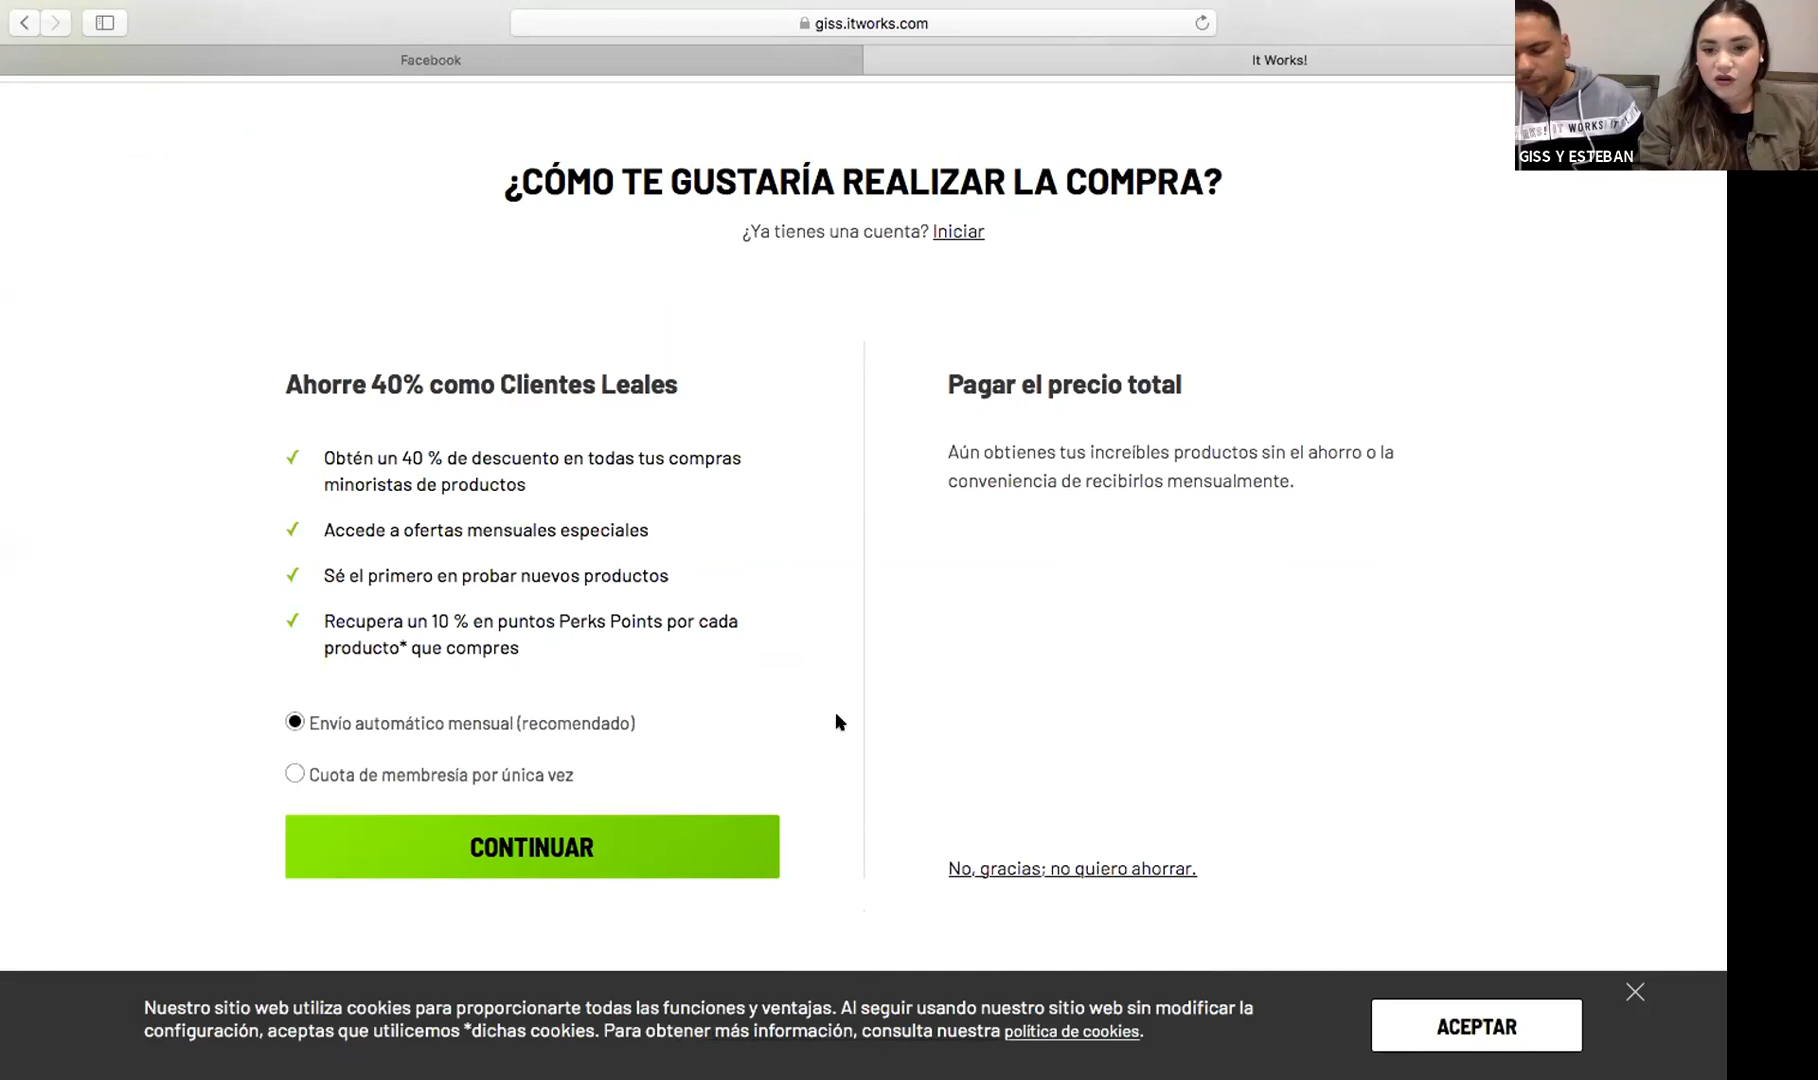 giss.itworks.com
Facebook
It Works!
KS! IT WORKS! IT
GISS Y ESTEBAN
¿CÓMO TE GUSTARÍA REALIZAR LA COMPRA?
¿Ya tienes una cuenta? Iniciar
Ahorre 40% como Clientes Leales
Obtén un 40 % de descuento en todas tus compras
minoristas de productos
Accede a ofertas mensuales especiales
Sé el primero en probar nuevos productos
Recupera un 10 % en puntos Perks Points por cada
producto* que compres
Envío automático mensual (recomendado)
Cuota de membresía por única vez
CONTINUAR
Pagar el precio total
Aún obtienes tus increíbles productos sin el ahorro o la
conveniencia de recibirlos mensualmente.
No, gracias; no quiero ahorrar.
Nuestro sitio web utiliza cookies para proporcionarte todas las funciones y ventajas. Al seguir usando nuestro sitio web sin modificar la
configuración, aceptas que utilicemos *dichas cookies. Para obtener más información, consulta nuestra política de cookies.
ACEPTAR